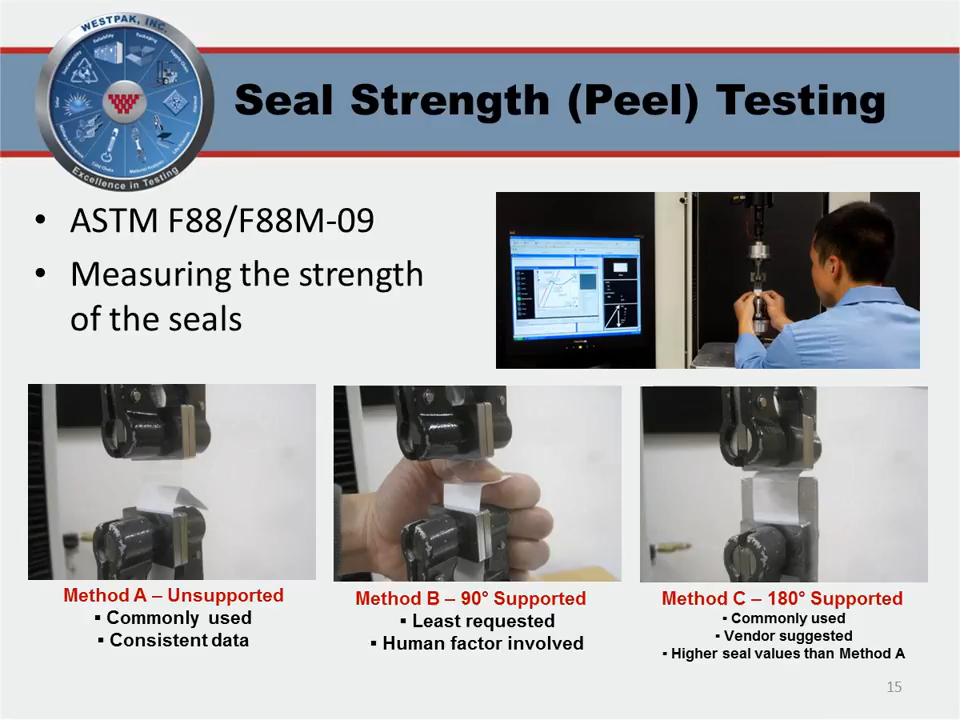 WESTPAK, INC.
Reliability
Packaging
Excellence in Testing
Seal Strength (Peel) Testing
• ASTM F88/F88M-09
• Measuring the strength
of the seals
Method A – Unsupported
▪ Commonly used
▪ Consistent data
Method B – 90° Supported
▪ Least requested
▪ Human factor involved
Method C – 180° Supported
▪ Commonly used
▪ Vendor suggested
▪ Higher seal values than Method A
15